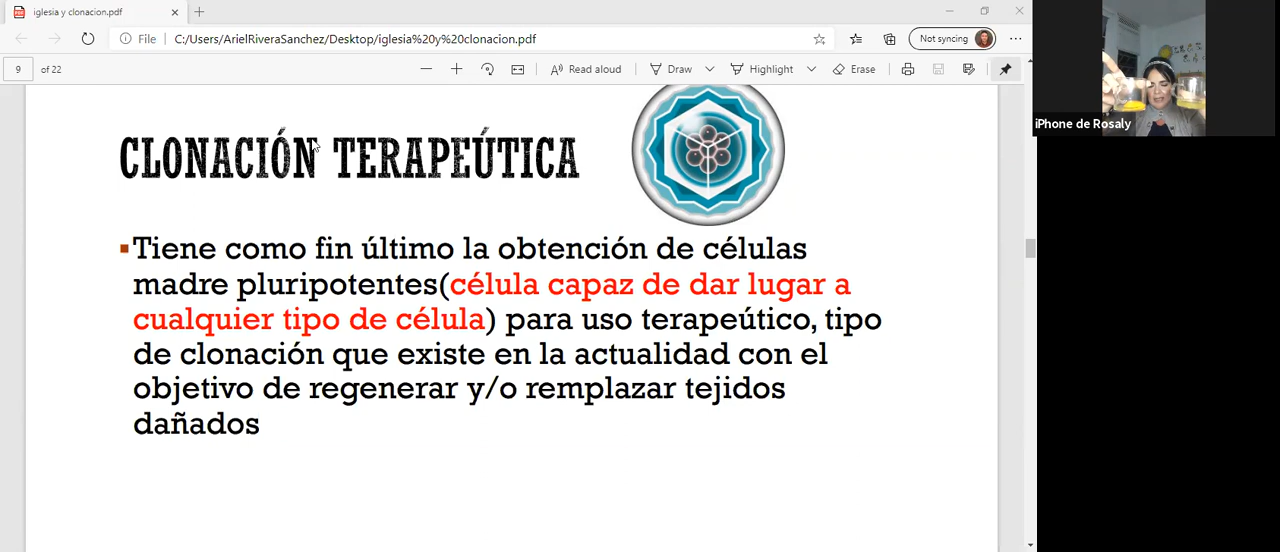 iglesia y clonacion.pdf
File C:/Users/ArielRiveraSanchez/Desktop/iglesia%20y%20clonacion.pdf Not syncing
9 of 22 Read aloud Draw Highlight Erase
iPhone de Rosaly
CLONACIÓN TERAPEÚTICA
Tiene como fin último la obtención de células
madre pluripotentes(célula capaz de dar lugar a
cualquier tipo de célula) para uso terapeútico, tipo
de clonación que existe en la actualidad con el
objetivo de regenerar y/o remplazar tejidos
dañados